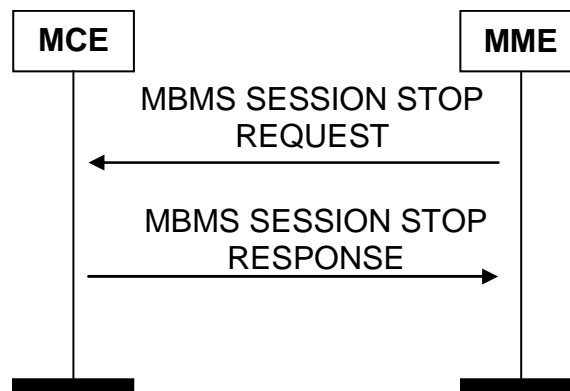 MCE
MME
MBMS SESSION STOP
REQUEST
MBMS SESSION STOP
RESPONSE